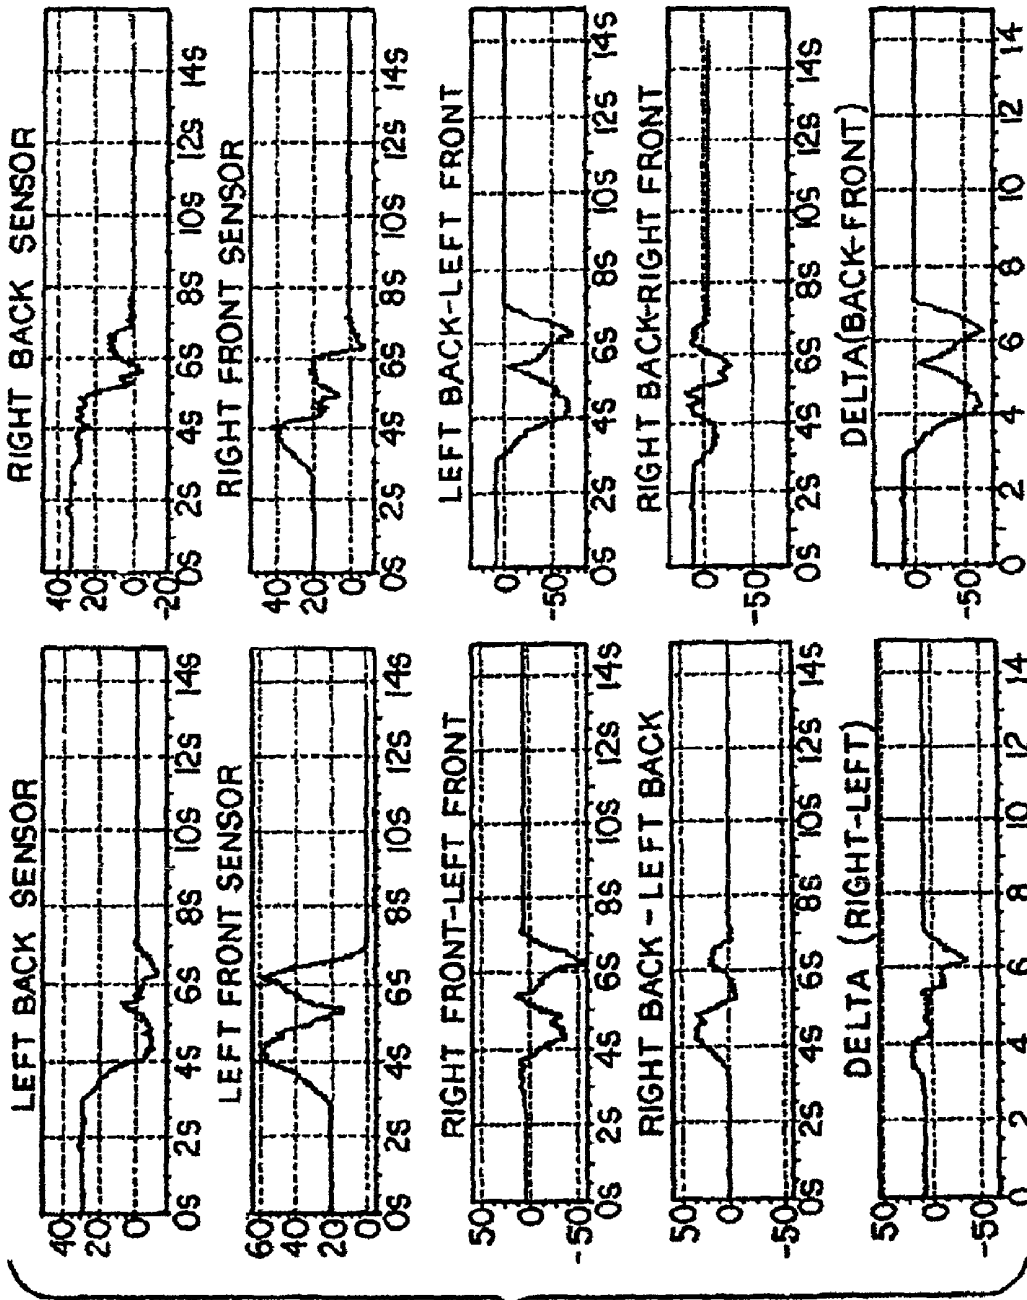 LEFT BACK SENSOR
40
20
0
0S 2S 4S 6S 8S 10S 12S 14S
RIGHT BACK SENSOR
40
20
0
-20
0S 2S 4S 6S 8S 10S 12S 14S
LEFT FRONT SENSOR
60
40
20
0
0S 2S 4S 6S 8S 10S 12S 14S
RIGHT FRONT SENSOR
40
20
0
0S 2S 4S 6S 8S 10S 12S 14S
RIGHT FRONT-LEFT FRONT
50
0
-50
0S 2S 4S 6S 8S 10S 12S 14S
LEFT BACK-LEFT FRONT
0
-50
0S 2S 4S 6S 8S 10S 12S 14S
RIGHT BACK - LEFT BACK
50
0
-50
0S 2S 4S 6S 8S 10S 12S 14S
RIGHT BACK-RIGHT FRONT
0
-50
0S 2S 4S 6S 8S 10S 12S 14S
DELTA (RIGHT-LEFT)
50
0
-50
0 2 4 6 8 10 12 14
DELTA(BACK-FRONT)
0
-50
0 2 4 6 8 10 12 14